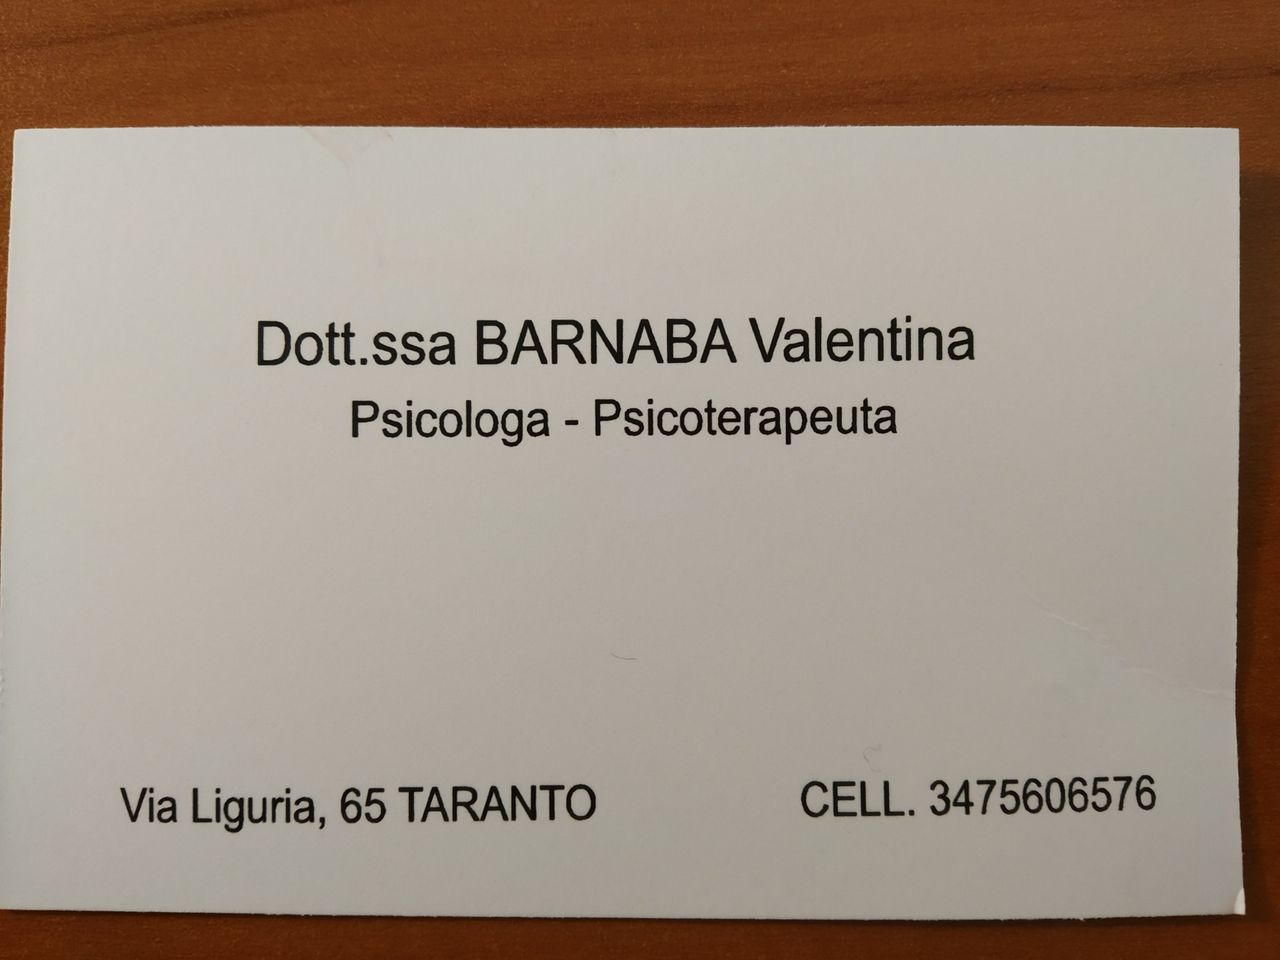 Dott.ssa BARNABA Valentina
Psicologa - Psicoterapeuta
Via Liguria, 65 TARANTO
CELL. 3475606576